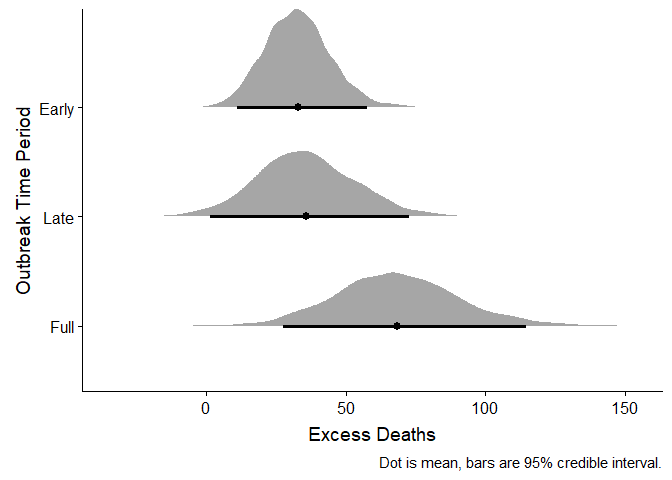 Outbreak Time Period
Early
Late
Full
0 50 100 150
Excess Deaths
Dot is mean, bars are 95% credible interval.